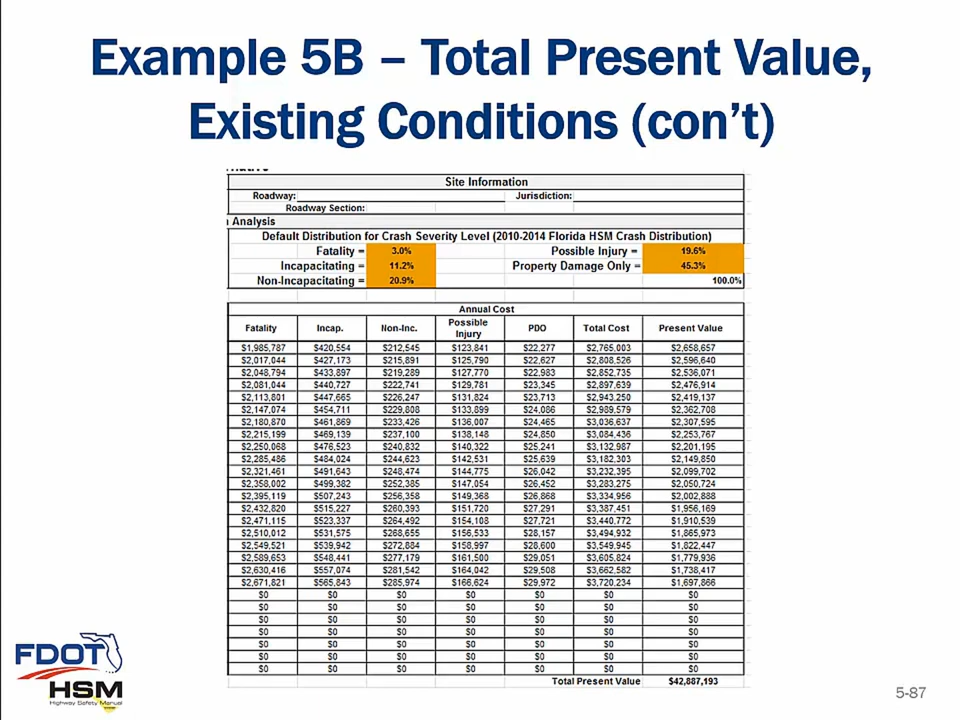 Example 5B – Total Present Value,
Existing Conditions (con’t)
Site Information
Roadway: Jurisdiction:
Roadway Section:
Analysis
Default Distribution for Crash Severity Level (2010-2014 Florida HSM Crash Distribution)
Fatality = 3.0% Possible Injury = 19.6%
Incapacitating = 11.2% Property Damage Only = 45.3%
Non-Incapacitating = 20.9% 100.0%
Annual Cost
Fatality Incap. Non-Inc. Possible Injury PDO Total Cost Present Value
$1,985,787 $420,554 $212,545 $123,841 $22,277 $2,765,003 $2,658,657
$2,017,044 $427,173 $215,891 $125,790 $22,627 $2,808,526 $2,596,640
$2,048,794 $433,897 $219,289 $127,770 $22,983 $2,852,735 $2,536,071
$2,081,044 $440,727 $222,741 $129,781 $23,345 $2,897,639 $2,476,914
$2,113,801 $447,665 $226,247 $131,824 $23,713 $2,943,250 $2,419,137
$2,147,074 $454,711 $229,808 $133,899 $24,086 $2,989,579 $2,362,708
$2,180,870 $461,869 $233,426 $136,007 $24,465 $3,036,637 $2,307,595
$2,215,199 $469,139 $237,100 $138,148 $24,850 $3,084,436 $2,253,767
$2,250,068 $476,523 $240,832 $140,322 $25,241 $3,132,987 $2,201,195
$2,285,486 $484,024 $244,623 $142,531 $25,639 $3,182,303 $2,149,850
$2,321,461 $491,643 $248,474 $144,775 $26,042 $3,232,395 $2,099,702
$2,358,002 $499,382 $252,385 $147,054 $26,452 $3,283,275 $2,050,724
$2,395,119 $507,243 $256,358 $149,368 $26,868 $3,334,956 $2,002,888
$2,432,820 $515,227 $260,393 $151,720 $27,291 $3,387,451 $1,956,169
$2,471,115 $523,337 $264,492 $154,108 $27,721 $3,440,772 $1,910,539
$2,510,012 $531,575 $268,655 $156,533 $28,157 $3,494,932 $1,865,973
$2,549,521 $539,942 $272,884 $158,997 $28,600 $3,549,945 $1,822,447
$2,589,653 $548,441 $277,179 $161,500 $29,051 $3,605,824 $1,779,936
$2,630,416 $557,074 $281,542 $164,042 $29,508 $3,662,582 $1,738,417
$2,671,821 $565,843 $285,974 $166,624 $29,972 $3,720,234 $1,697,866
$0 $0 $0 $0 $0 $0 $0
$0 $0 $0 $0 $0 $0 $0
$0 $0 $0 $0 $0 $0 $0
$0 $0 $0 $0 $0 $0 $0
$0 $0 $0 $0 $0 $0 $0
$0 $0 $0 $0 $0 $0 $0
$0 $0 $0 $0 $0 $0 $0
Total Present Value $42,887,193
FDOT
HSM
Highway Safety Manual
5-87